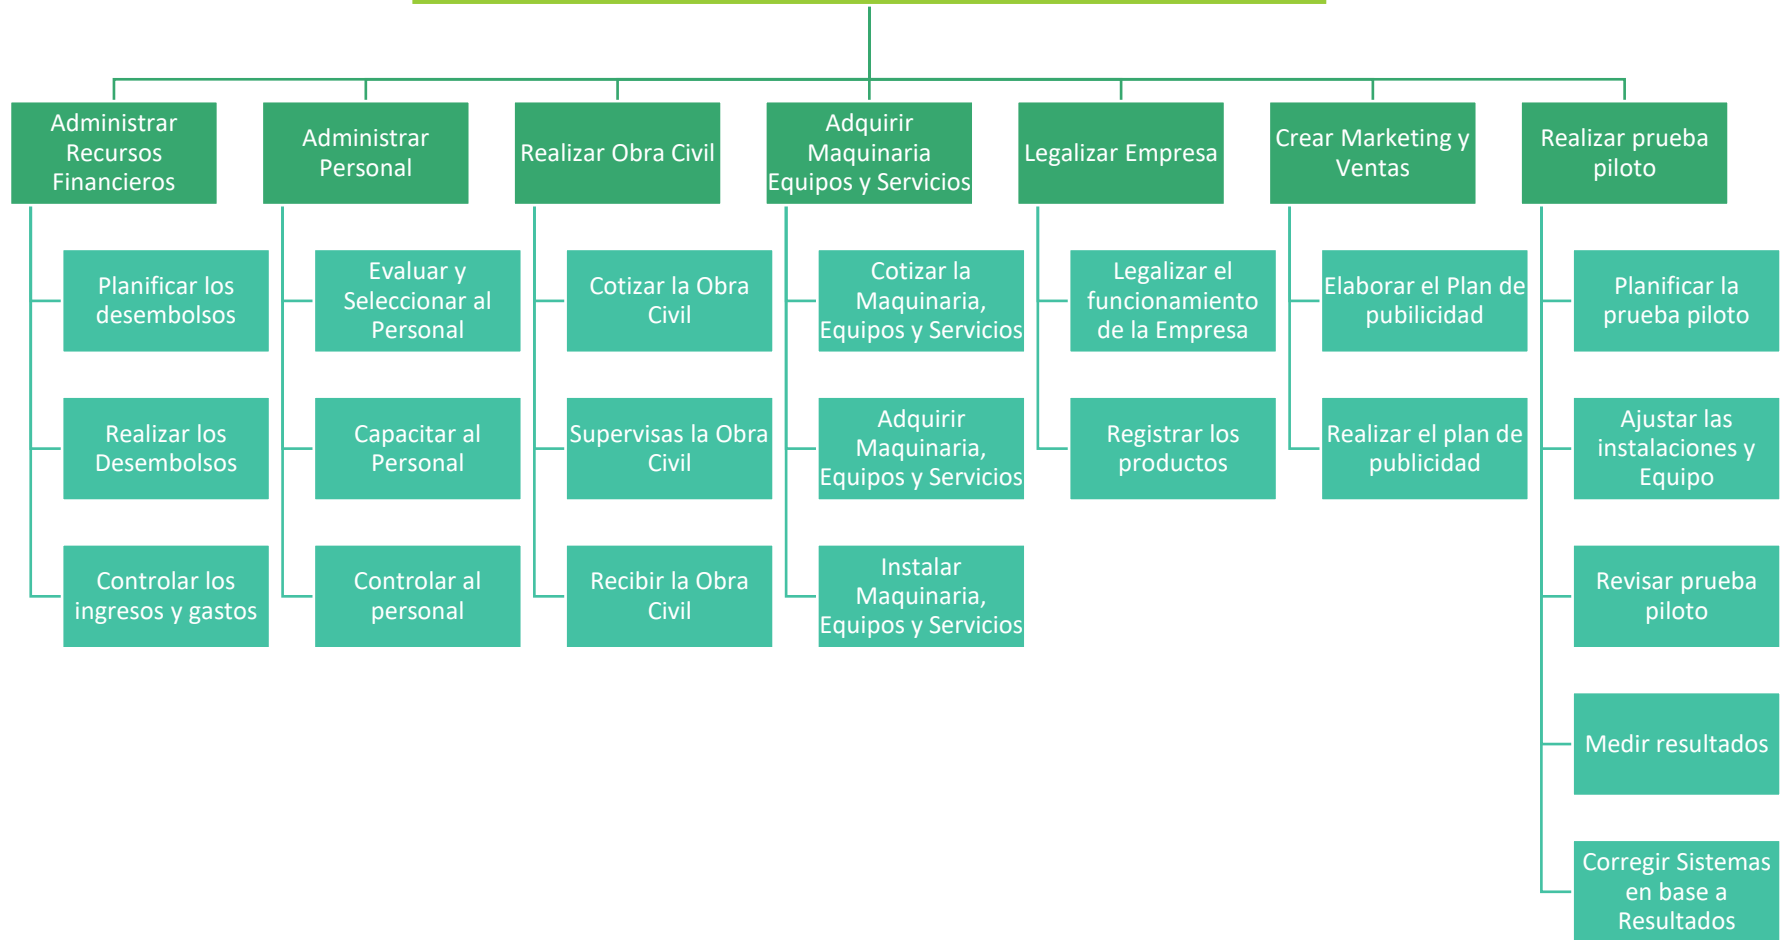 Administrar
Recursos
Financieros
Administrar
Personal
Realizar Obra Civil
Adquirir
Maquinaria
Equipos y Servicios
Legalizar Empresa
Crear Marketing y
Ventas
Realizar prueba
piloto
Planificar los
desembolsos
Realizar los
Desembolsos
Controlar los
ingresos y gastos
Evaluar y
Seleccionar al
Personal
Capacitar al
Personal
Controlar al
personal
Cotizar la Obra
Civil
Supervisas la Obra
Civil
Recibir la Obra
Civil
Cotizar la
Maquinaria,
Equipos y Servicios
Adquirir
Maquinaria,
Equipos y Servicios
Instalar
Maquinaria,
Equipos y Servicios
Legalizar el
funcionamiento
de la Empresa
Registrar los
productos
Elaborar el Plan de
pubilicidad
Realizar el plan de
publicidad
Planificar la
prueba piloto
Ajustar las
instalaciones y
Equipo
Revisar prueba
piloto
Medir resultados
Corregir Sistemas
en base a
Resultados